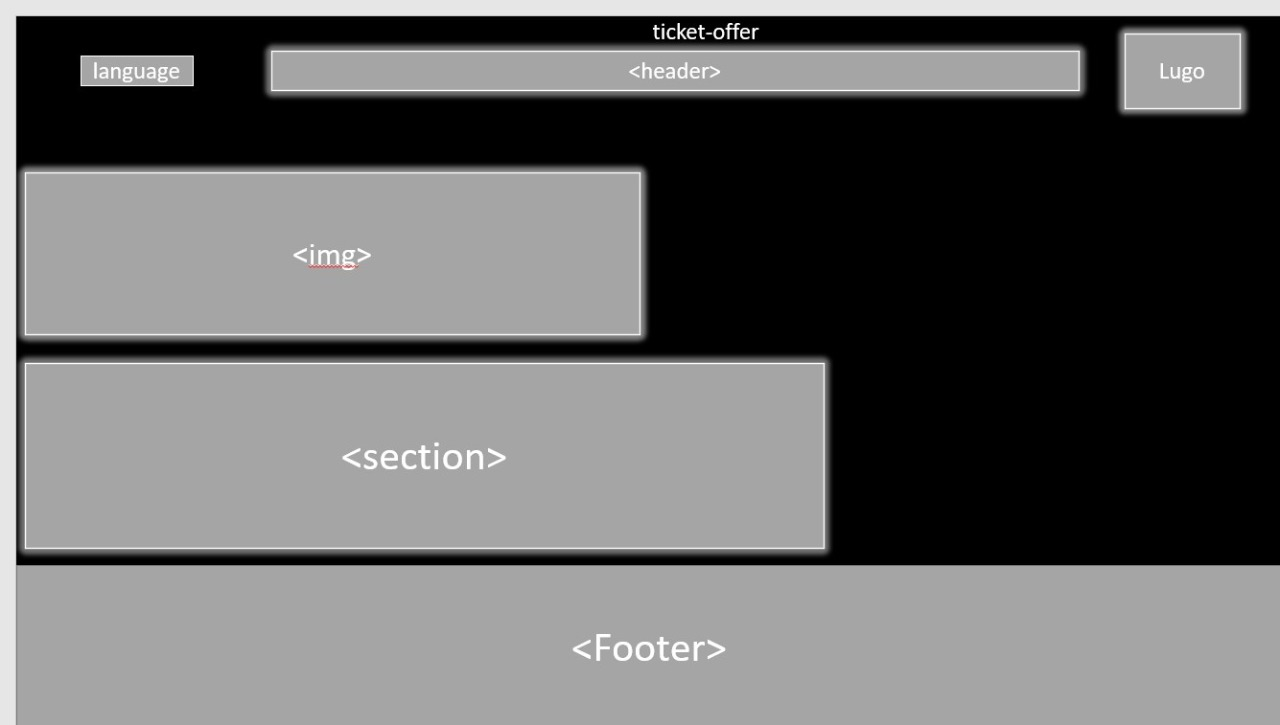 ticket-offer
language
<header>
Lugo
<img>
<section>
<Footer>